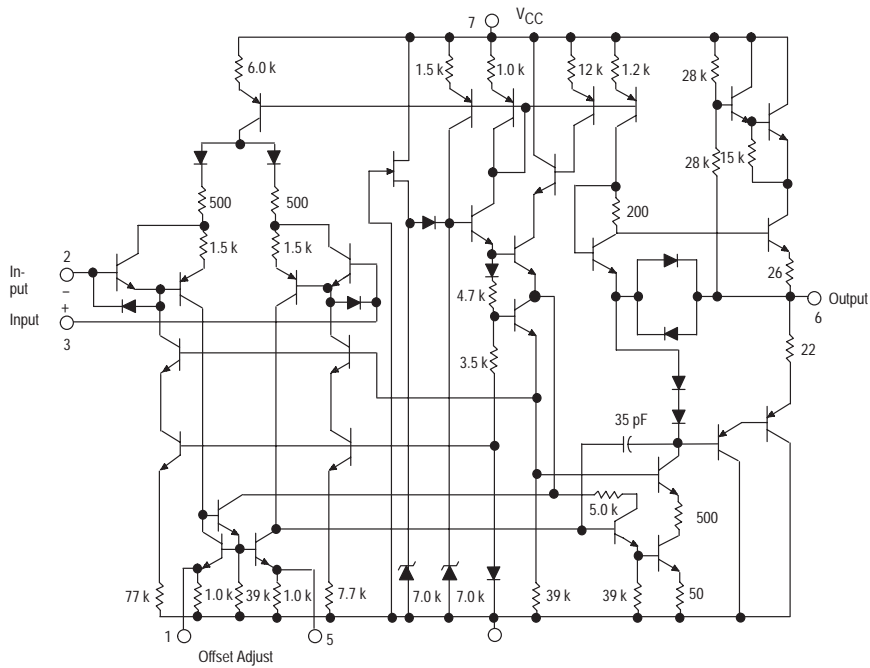 7
VCC
6.0 k
1.5 k
1.0 k
12 k
1.2 k
28 k
28 k
15 k
500
500
200
1.5 k
1.5 k
2
In-
put
−
+
Input
3
26
4.7 k
Output
6
22
3.5 k
35 pF
5.0 k
500
77 k
1.0 k
39 k
1.0 k
7.7 k
7.0 k
7.0 k
39 k
39 k
50
1
5
Offset Adjust